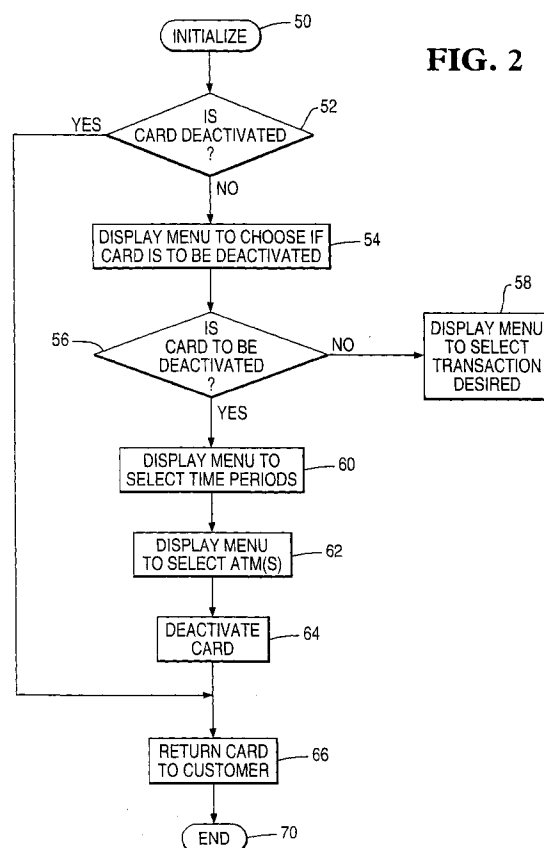 INITIALIZE
50
FIG. 2
IS
CARD DEACTIVATED
?
52
YES
NO
DISPLAY MENU TO CHOOSE IF
CARD IS TO BE DEACTIVATED
54
56
IS
CARD TO BE
DEACTIVATED
?
NO
58
DISPLAY MENU
TO SELECT
TRANSACTION
DESIRED
YES
DISPLAY MENU TO
SELECT TIME PERIODS
60
DISPLAY MENU
TO SELECT ATM(S)
62
DEACTIVATE
CARD
64
RETURN CARD
TO CUSTOMER
66
END
70